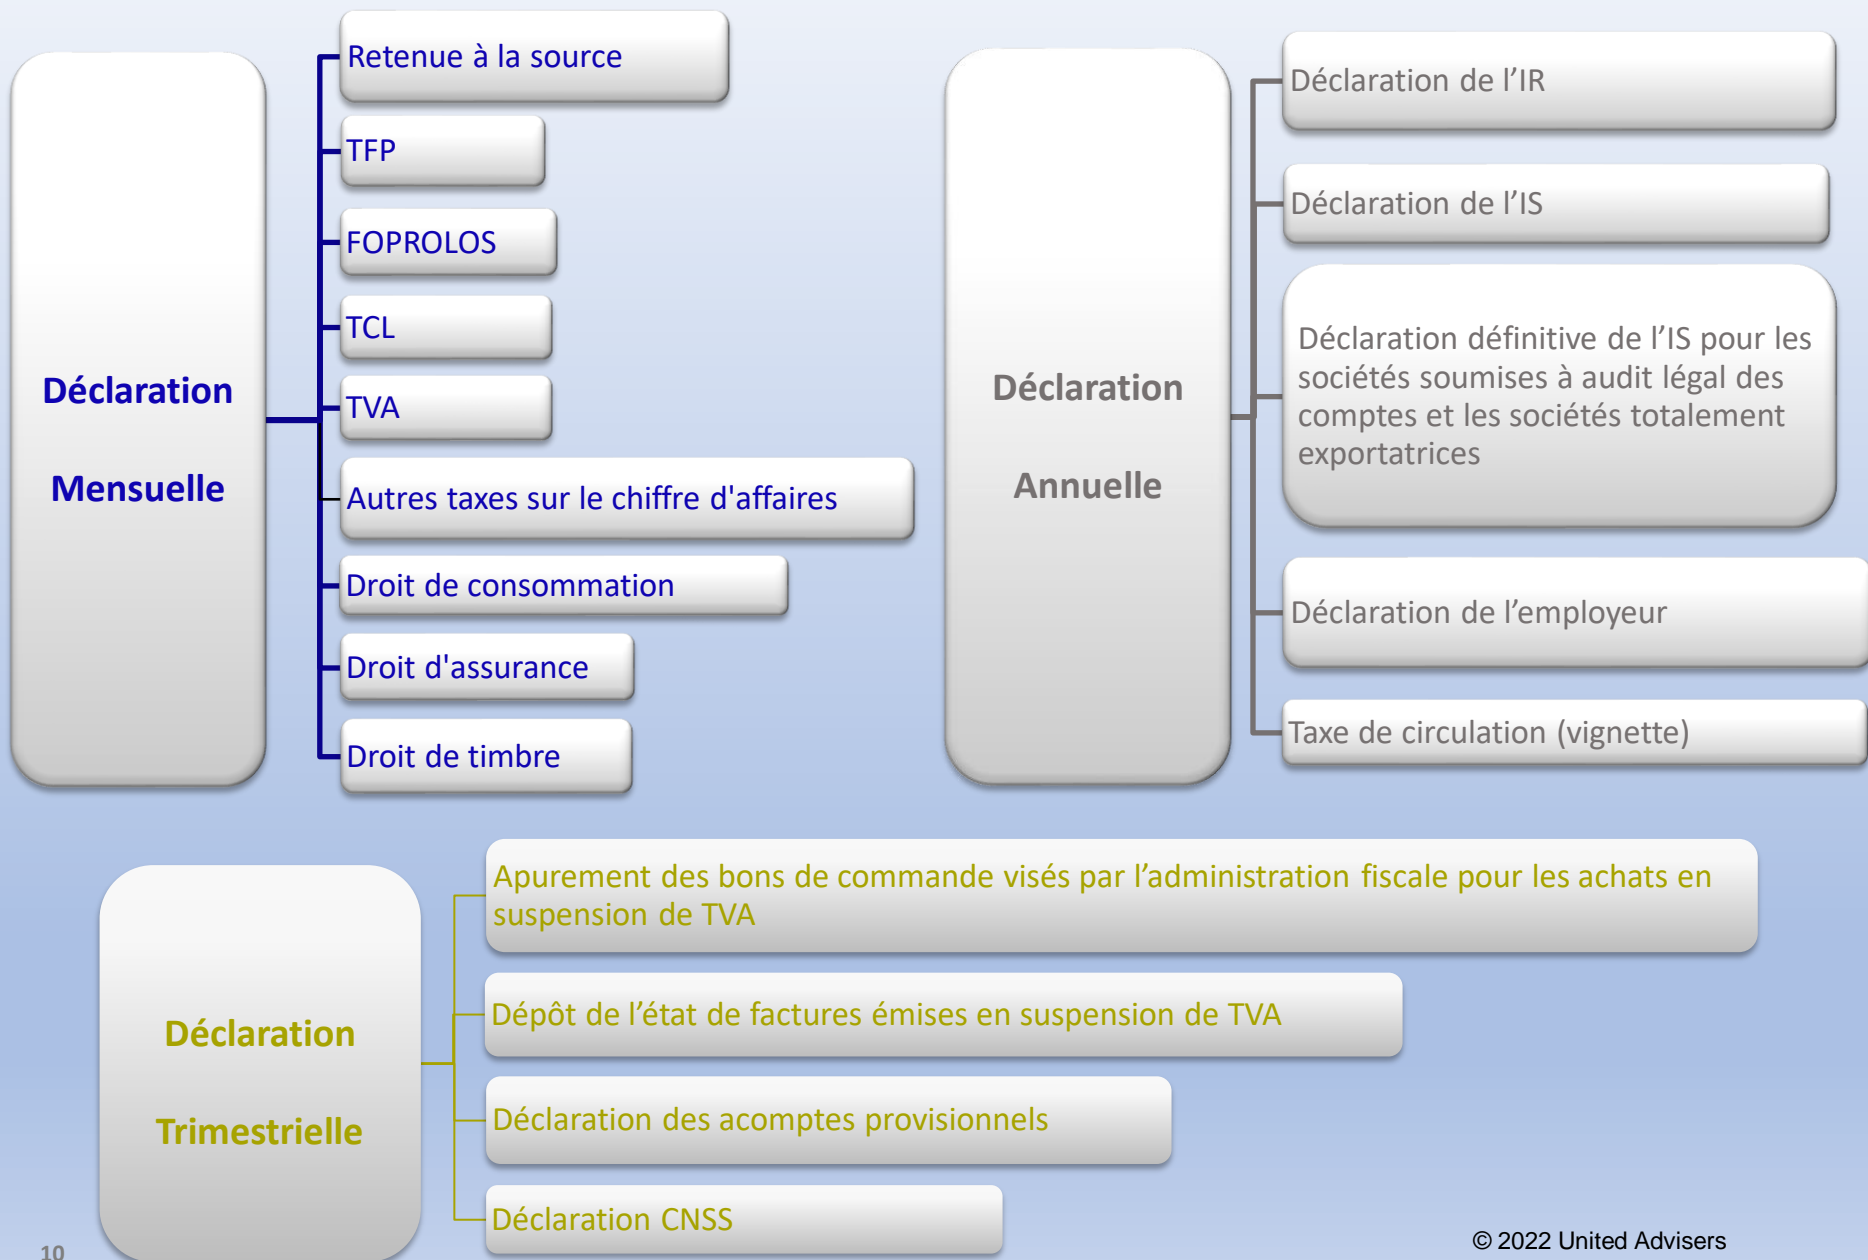 Déclaration
Mensuelle
Retenue à la source
TFP
FOPROLOS
TCL
TVA
Autres taxes sur le chiffre d'affaires
Droit de consommation
Droit d'assurance
Droit de timbre
Déclaration
Annuelle
Déclaration de l’IR
Déclaration de l’IS
Déclaration définitive de l’IS pour les
sociétés soumises à audit légal des
comptes et les sociétés totalement
exportatrices
Déclaration de l’employeur
Taxe de circulation (vignette)
Déclaration
Trimestrielle
Apurement des bons de commande visés par l’administration fiscale pour les achats en
suspension de TVA
Dépôt de l’état de factures émises en suspension de TVA
Déclaration des acomptes provisionnels
Déclaration CNSS
10
© 2022 United Advisers